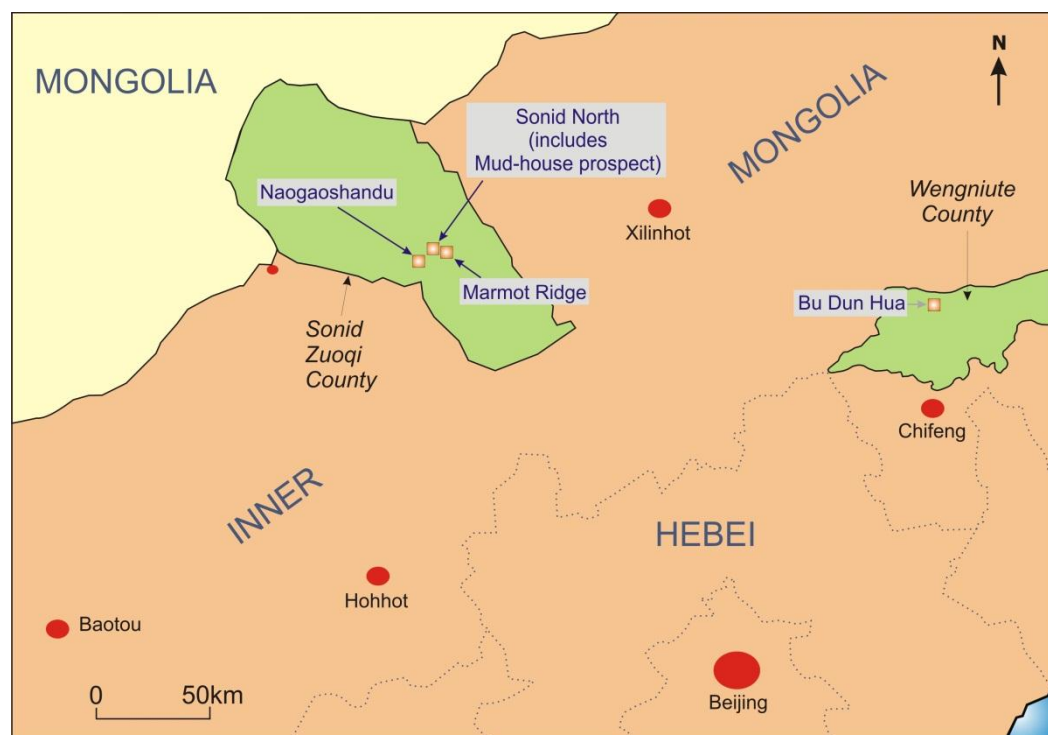 MONGOLIA
N
Sonid North
(includes
Mud-house prospect)
MONGOLIA
Naogaoshandu
Wengniute
County
Xilinhot
Marmot Ridge
Bu Dun Hua
Sonid
Zuoqi
County
Chifeng
INNER
HEBEI
Hohhot
Baotou
0 50km
Beijing